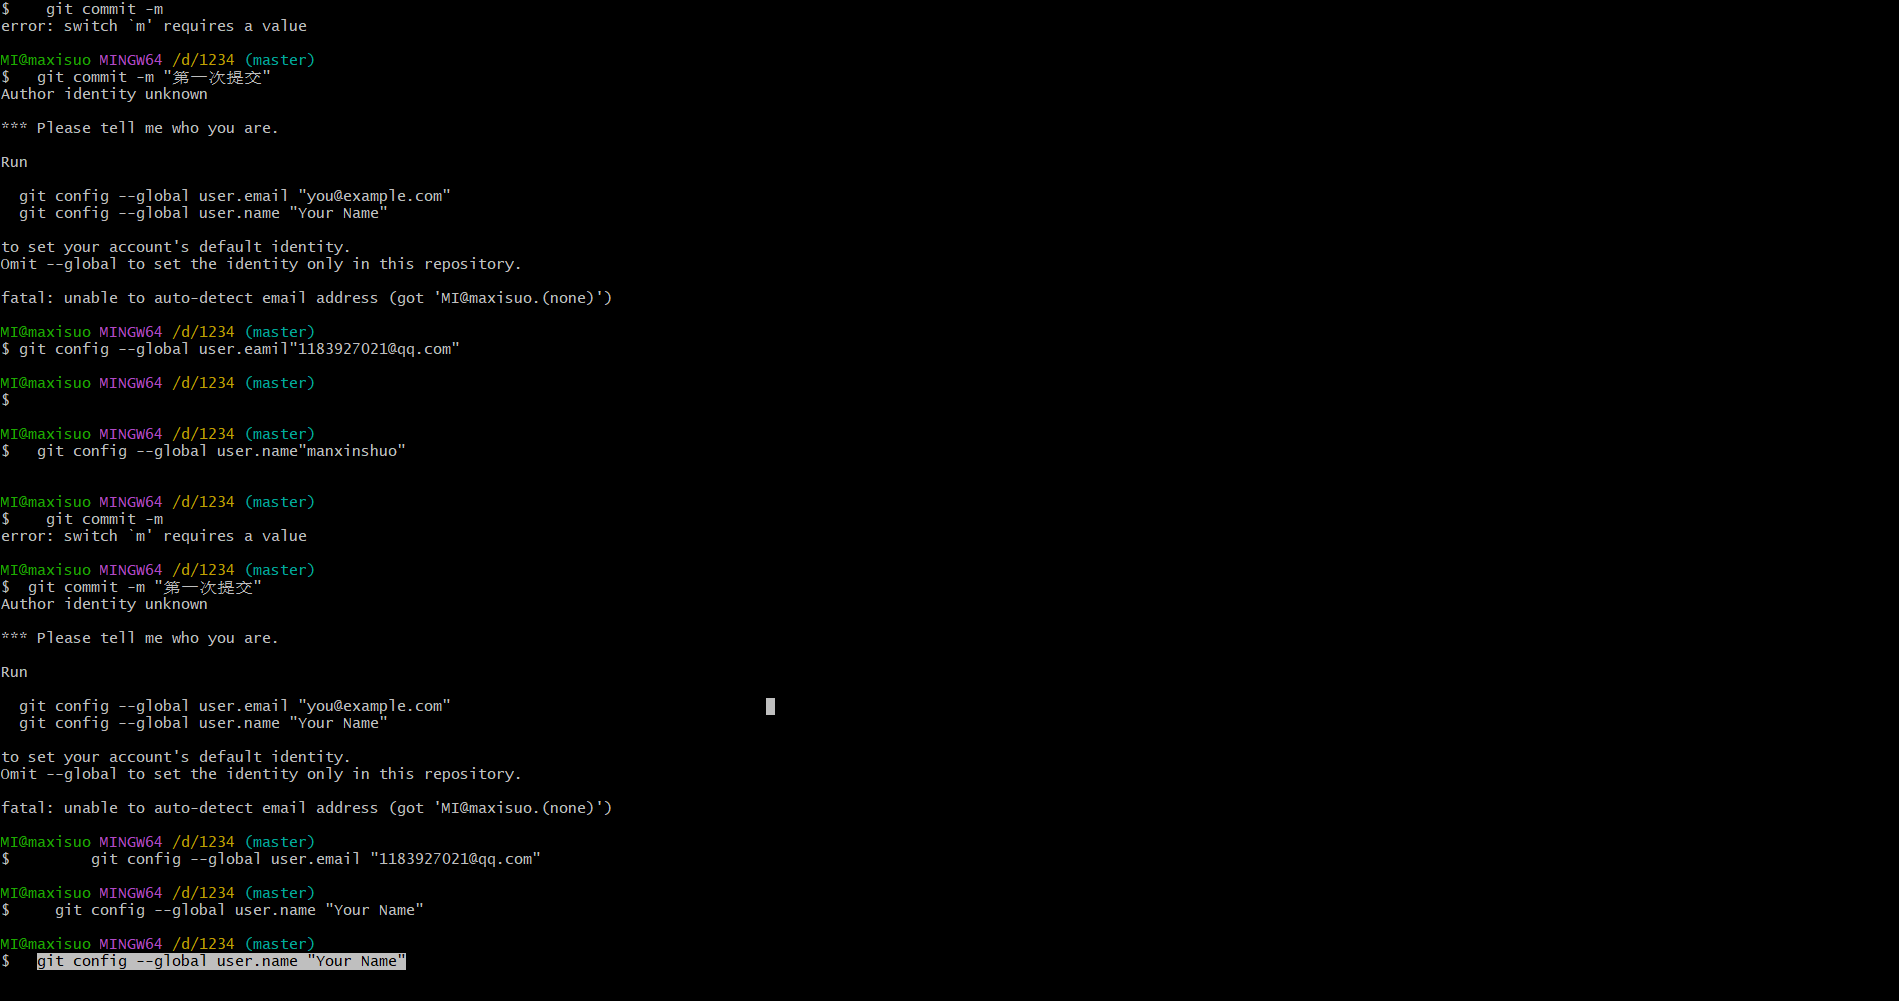 $    git commit -m
error: switch `m' requires a value
MI@maxisuo MINGW64 /d/1234 (master)
$   git commit -m "第一次提交"
Author identity unknown
*** Please tell me who you are.
Run
  git config --global user.email "you@example.com"
  git config --global user.name "Your Name"
to set your account's default identity.
Omit --global to set the identity only in this repository.
fatal: unable to auto-detect email address (got 'MI@maxisuo.(none)')
MI@maxisuo MINGW64 /d/1234 (master)
$ git config --global user.eamil"1183927021@qq.com"
MI@maxisuo MINGW64 /d/1234 (master)
$
MI@maxisuo MINGW64 /d/1234 (master)
$   git config --global user.name"manxinshuo"
MI@maxisuo MINGW64 /d/1234 (master)
$    git commit -m
error: switch `m' requires a value
MI@maxisuo MINGW64 /d/1234 (master)
$  git commit -m "第一次提交"
Author identity unknown
*** Please tell me who you are.
Run
  git config --global user.email "you@example.com"
  git config --global user.name "Your Name"
to set your account's default identity.
Omit --global to set the identity only in this repository.
fatal: unable to auto-detect email address (got 'MI@maxisuo.(none)')
MI@maxisuo MINGW64 /d/1234 (master)
$         git config --global user.email "1183927021@qq.com"
MI@maxisuo MINGW64 /d/1234 (master)
$     git config --global user.name "Your Name"
MI@maxisuo MINGW64 /d/1234 (master)
$   git config --global user.name "Your Name"